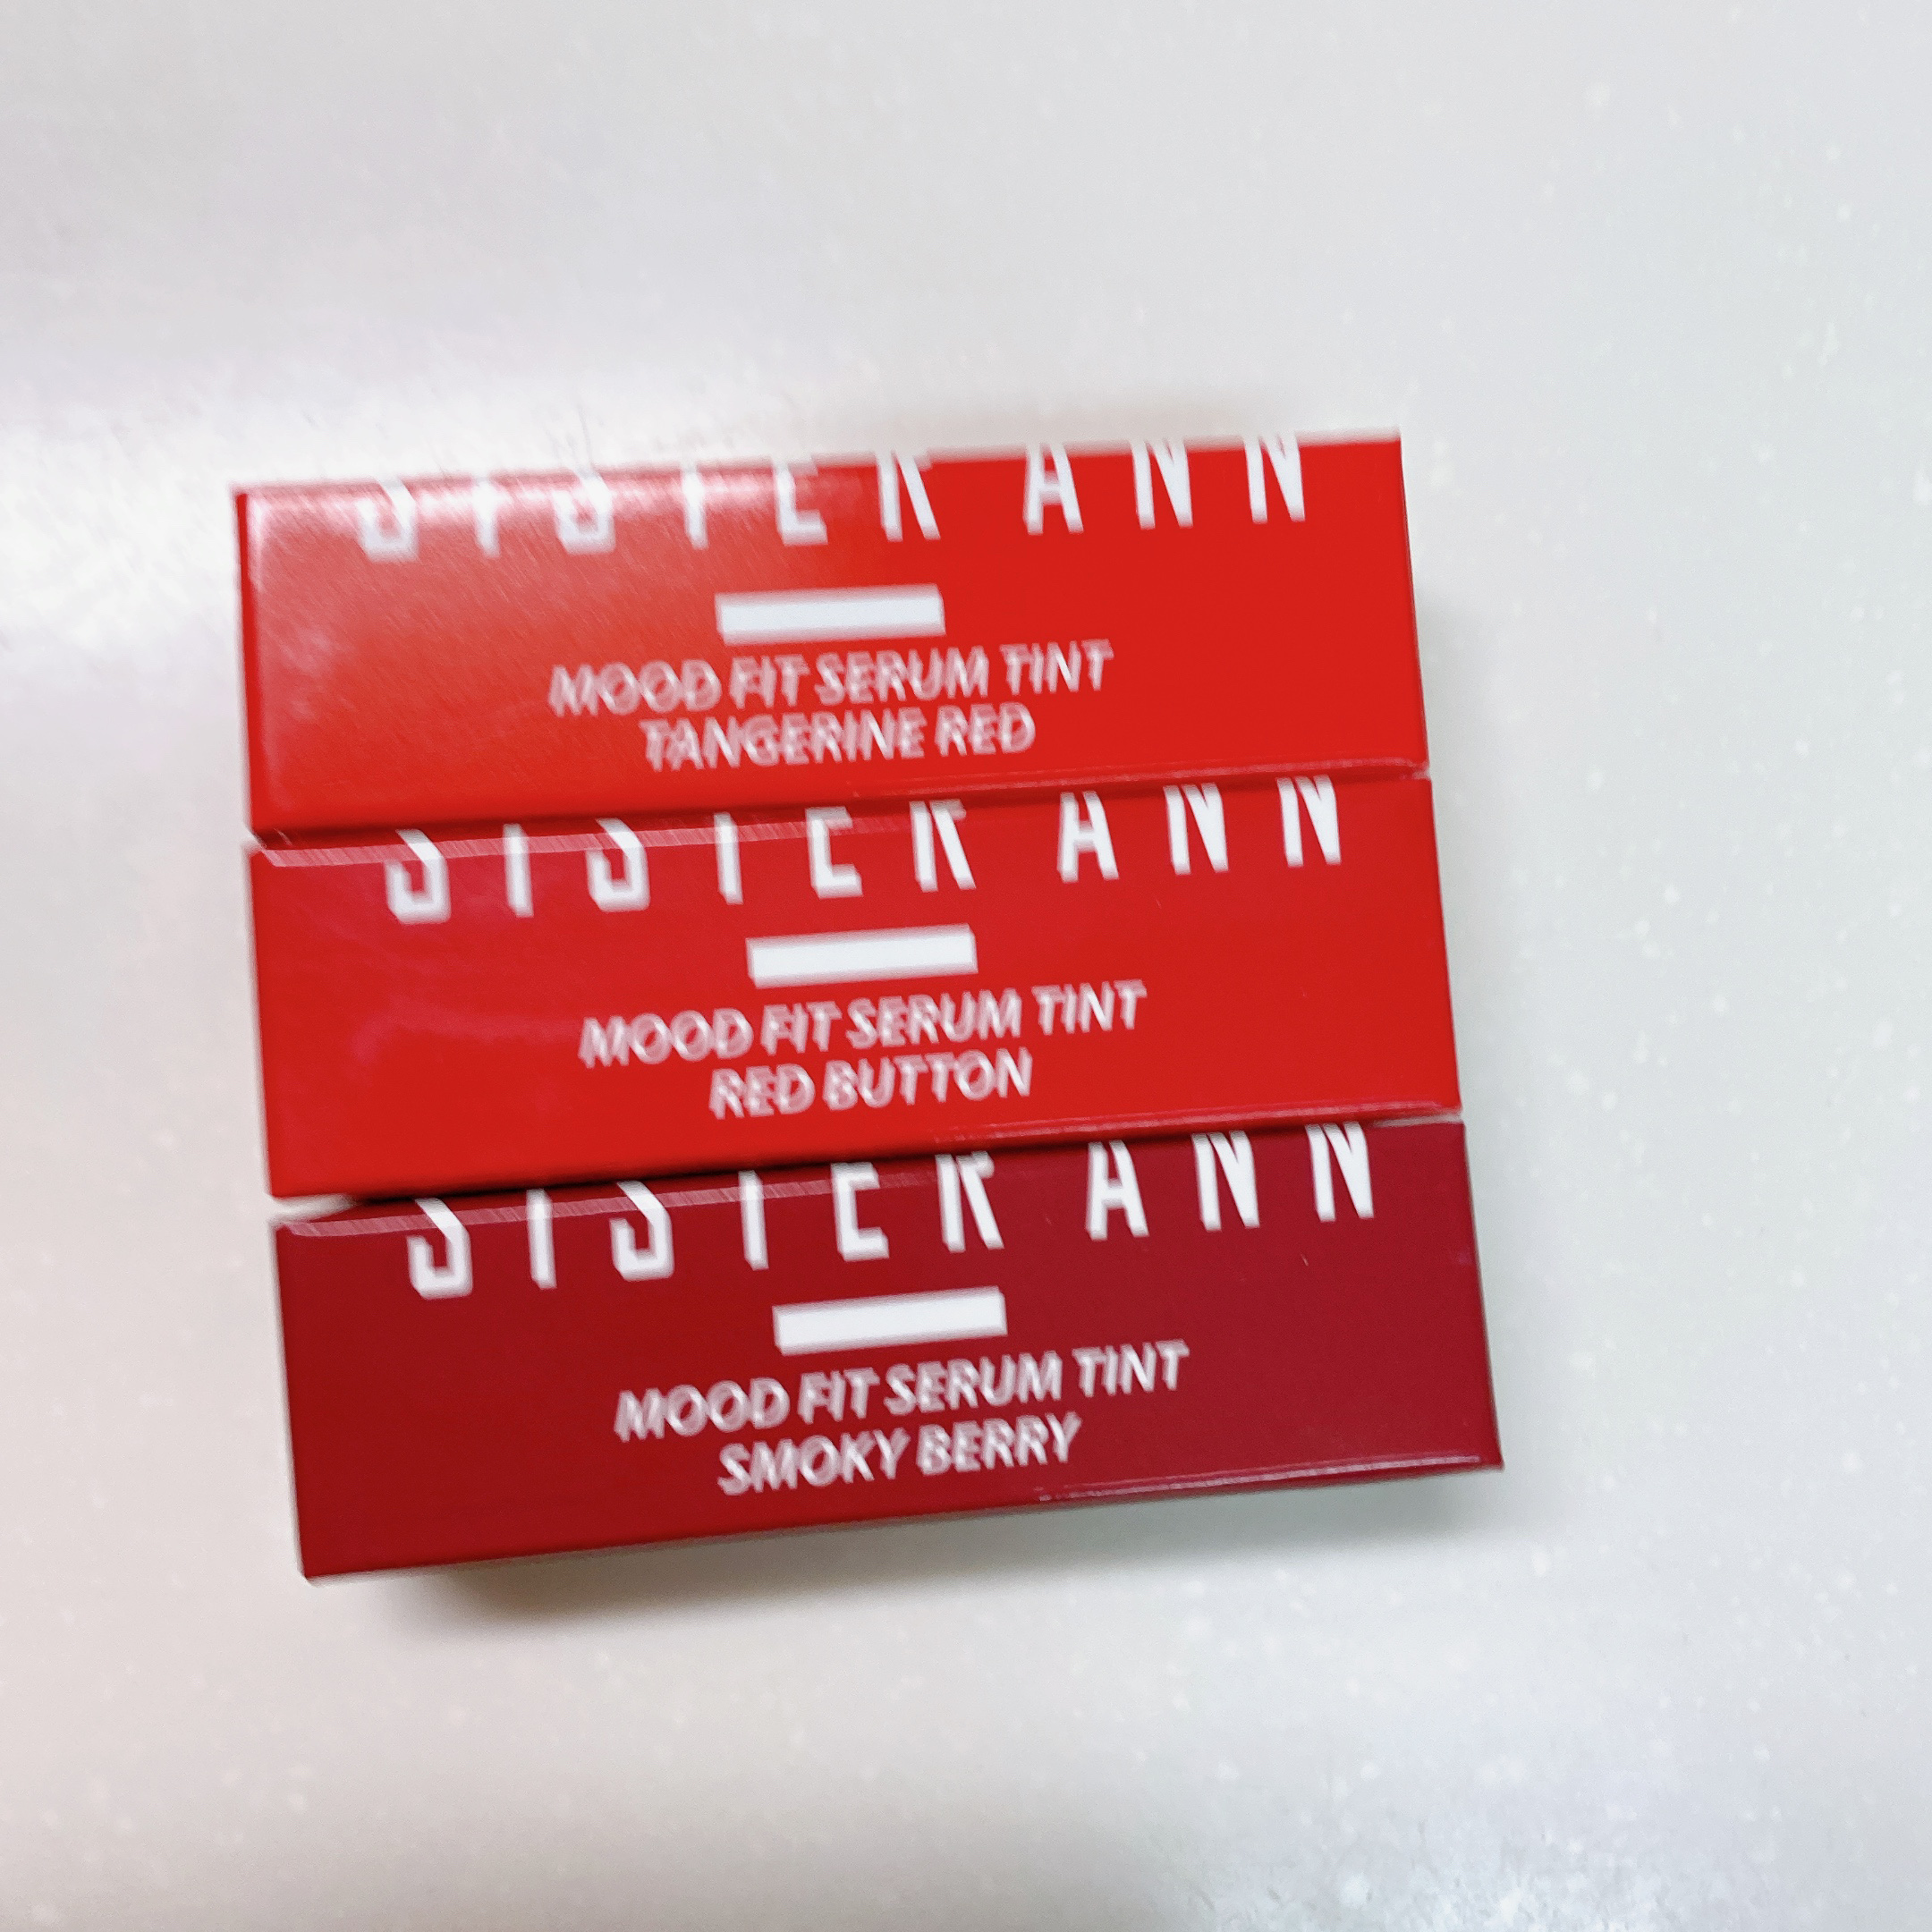 SISTER ANN
MOOD FIT SERUM TINT
TANGERINE RED
SISTER ANN
MOOD FIT SERUM TINT
RED BUTTON
SISTER ANN
MOOD FIT SERUM TINT
SMOKY BERRY